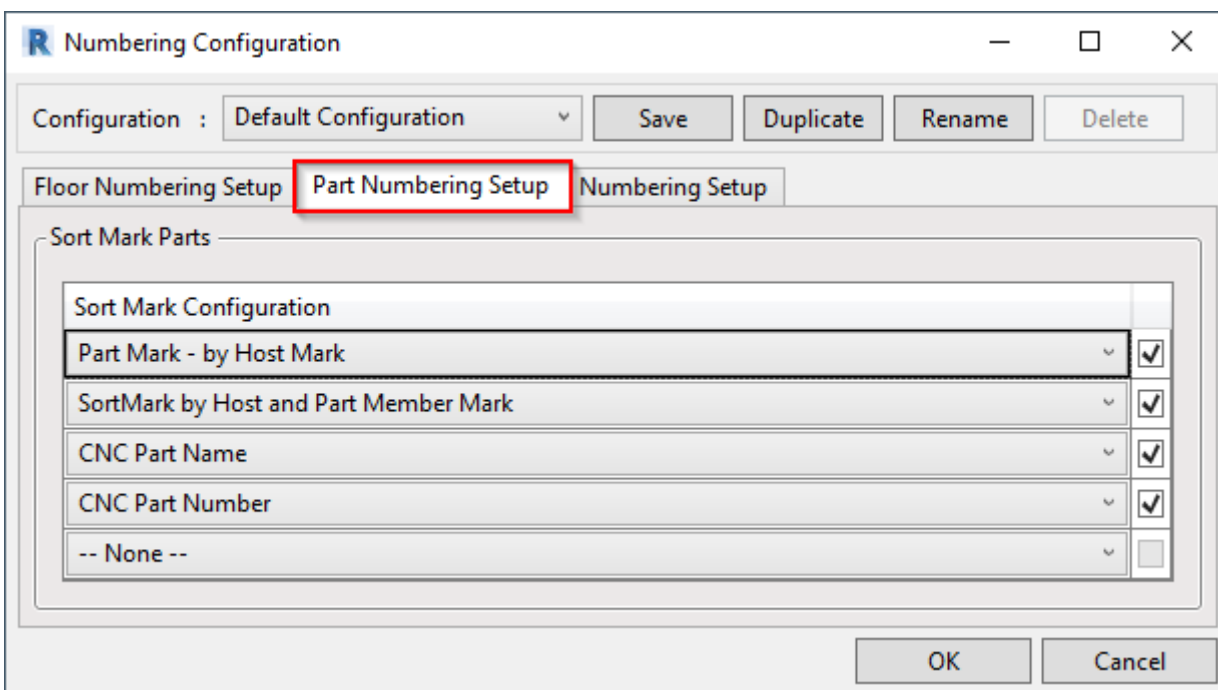 Numbering Configuration
Configuration : Default Configuration Save Duplicate Rename Delete
Floor Numbering Setup Part Numbering Setup Numbering Setup
Sort Mark Parts
Sort Mark Configuration
Part Mark - by Host Mark
SortMark by Host and Part Member Mark
CNC Part Name
CNC Part Number
-- None --
OK Cancel